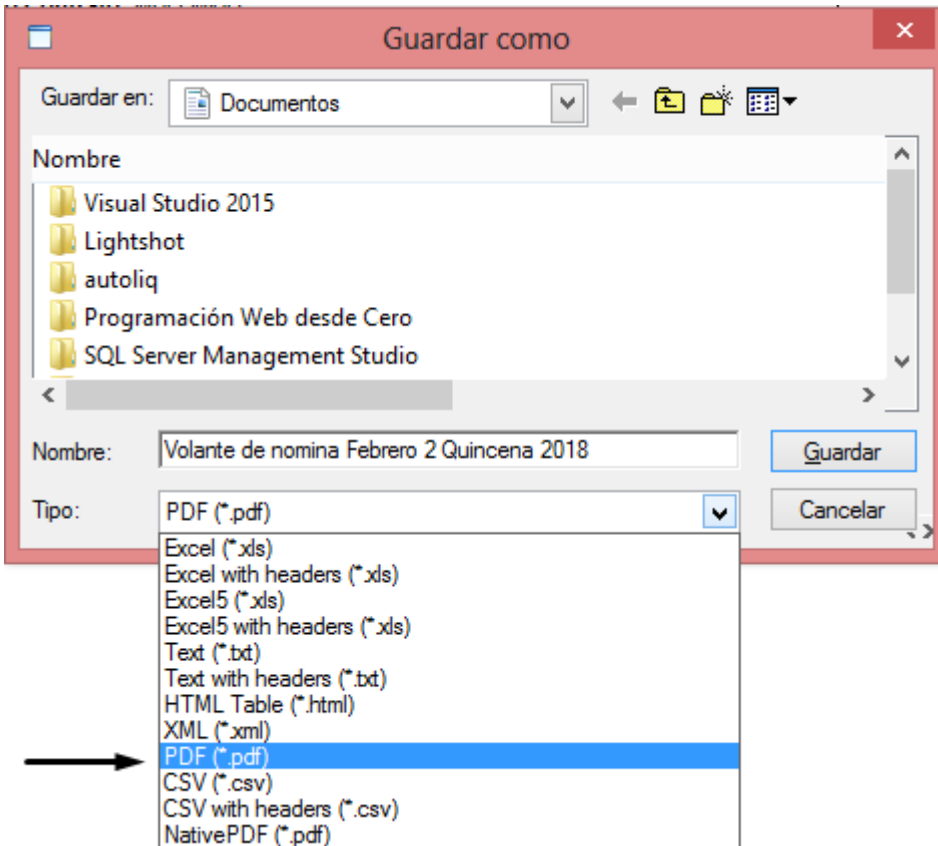 Guardar como
Guardar en: Documentos
Nombre
Visual Studio 2015
Lightshot
autoliq
Programación Web desde Cero
SQL Server Management Studio
Nombre: Volante de nomina Febrero 2 Quincena 2018 Guardar
Tipo: PDF (*.pdf) Cancelar
Excel (*.xls)
Excel with headers (*.xls)
Excel5 (*.xls)
Excel5 with headers (*.xls)
Text (*.txt)
Text with headers (*.txt)
HTML Table (*.html)
XML (*.xml)
PDF (*.pdf)
CSV (*.csv)
CSV with headers (*.csv)
NativePDF (*.pdf)